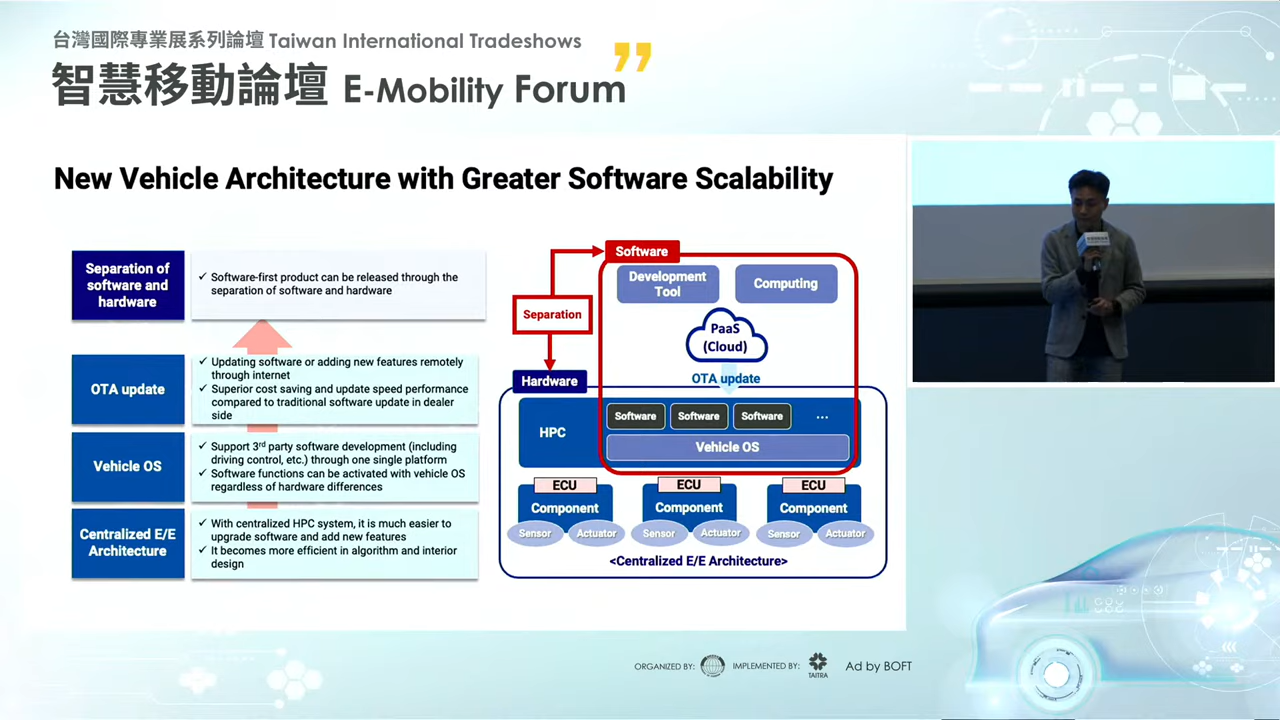 台灣國際專業展系列論壇 Taiwan International Tradeshows
智慧移動論壇 E-Mobility Forum
New Vehicle Architecture with Greater Software Scalability
Separation of
software and
hardware
✓ Software-first product can be released through the
separation of software and hardware
OTA update
✓ Updating software or adding new features remotely
through internet
✓ Superior cost saving and update speed performance
compared to traditional software update in dealer
side
Vehicle OS
✓ Support 3rd party software development (including
driving control, etc.) through one single platform
✓ Software functions can be activated with vehicle OS
regardless of hardware differences
Centralized E/E
Architecture
✓ With centralized HPC system, it is much easier to
upgrade software and add new features
✓ It becomes more efficient in algorithm and interior
design
Software
Development
Tool
Computing
Separation
PaaS
(Cloud)
OTA update
Hardware
HPC
Software Software Software ...
Vehicle OS
ECU ECU ECU
Component Component Component
Sensor Actuator Sensor Actuator Sensor Actuator
<Centralized E/E Architecture>
ORGANIZED BY: IMPLEMENTED BY: TAITRA Ad by BOFT